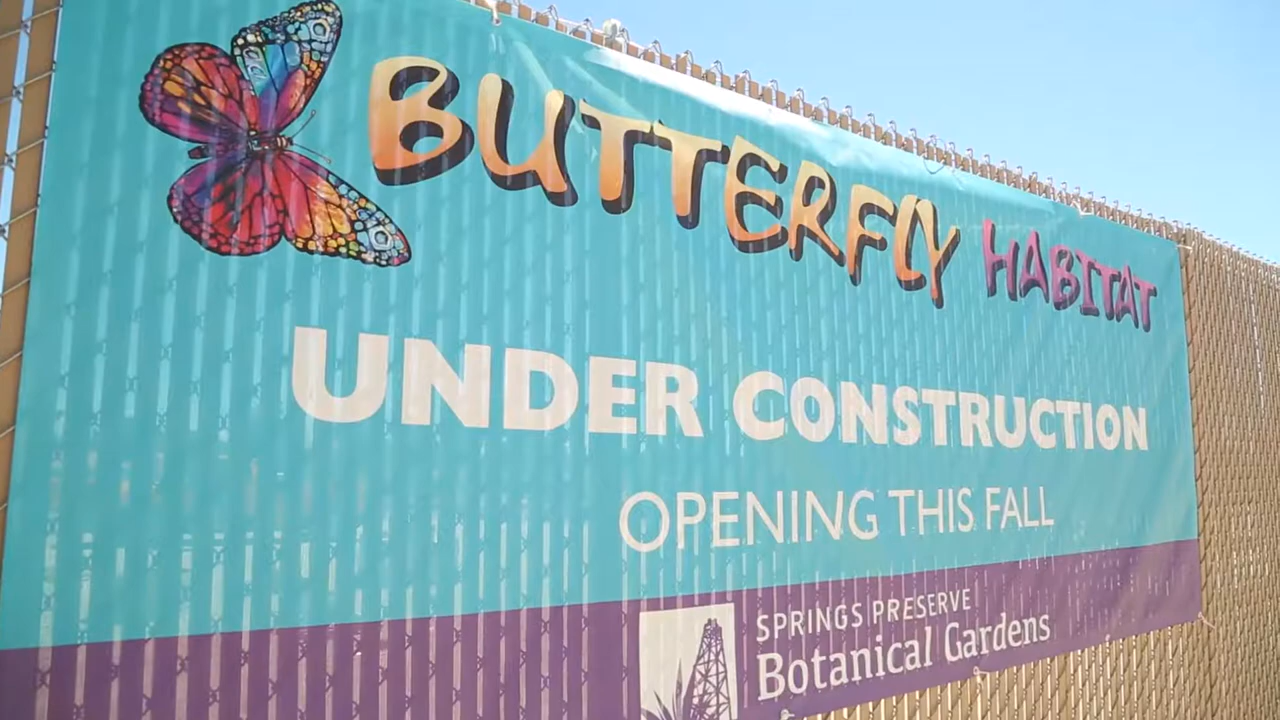 BUTTERFLY HABITAT
UNDER CONSTRUCTION
OPENING THIS FALL
SPRINGS PRESERVE
Botanical Gardens